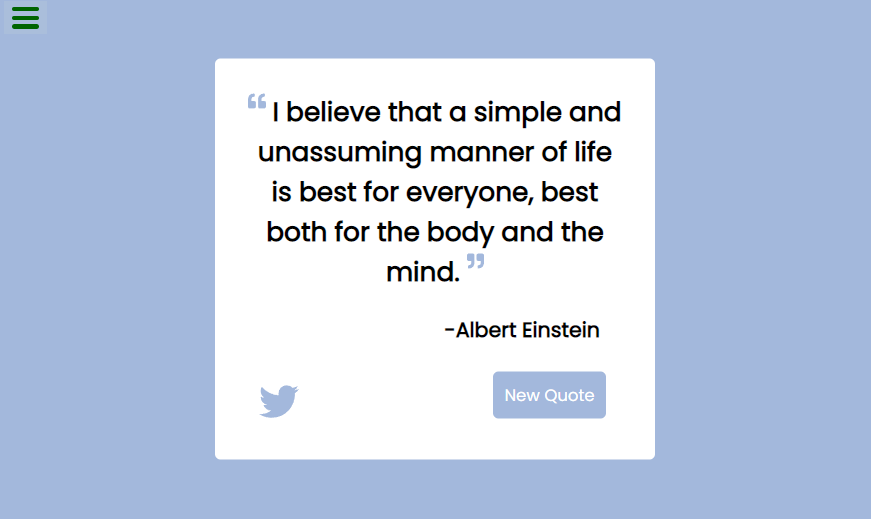 ❝ I believe that a simple and
unassuming manner of life
is best for everyone, best
both for the body and the
mind. ❞
-Albert Einstein
New Quote